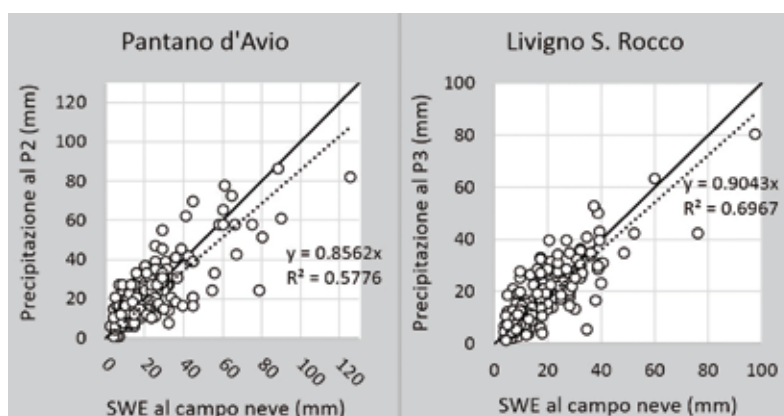 Pantano d'Avio
Precipitazione al P2 (mm)
120
100
80
60
40
20
0
y = 0.8562x
R² = 0.5776
0
20
40
60
80
100
120
SWE al campo neve (mm)
Livigno S. Rocco
Precipitazione al P3 (mm)
100
80
60
40
20
0
y = 0.9043x
R² = 0.6967
0
20
40
60
80
100
SWE al campo neve (mm)